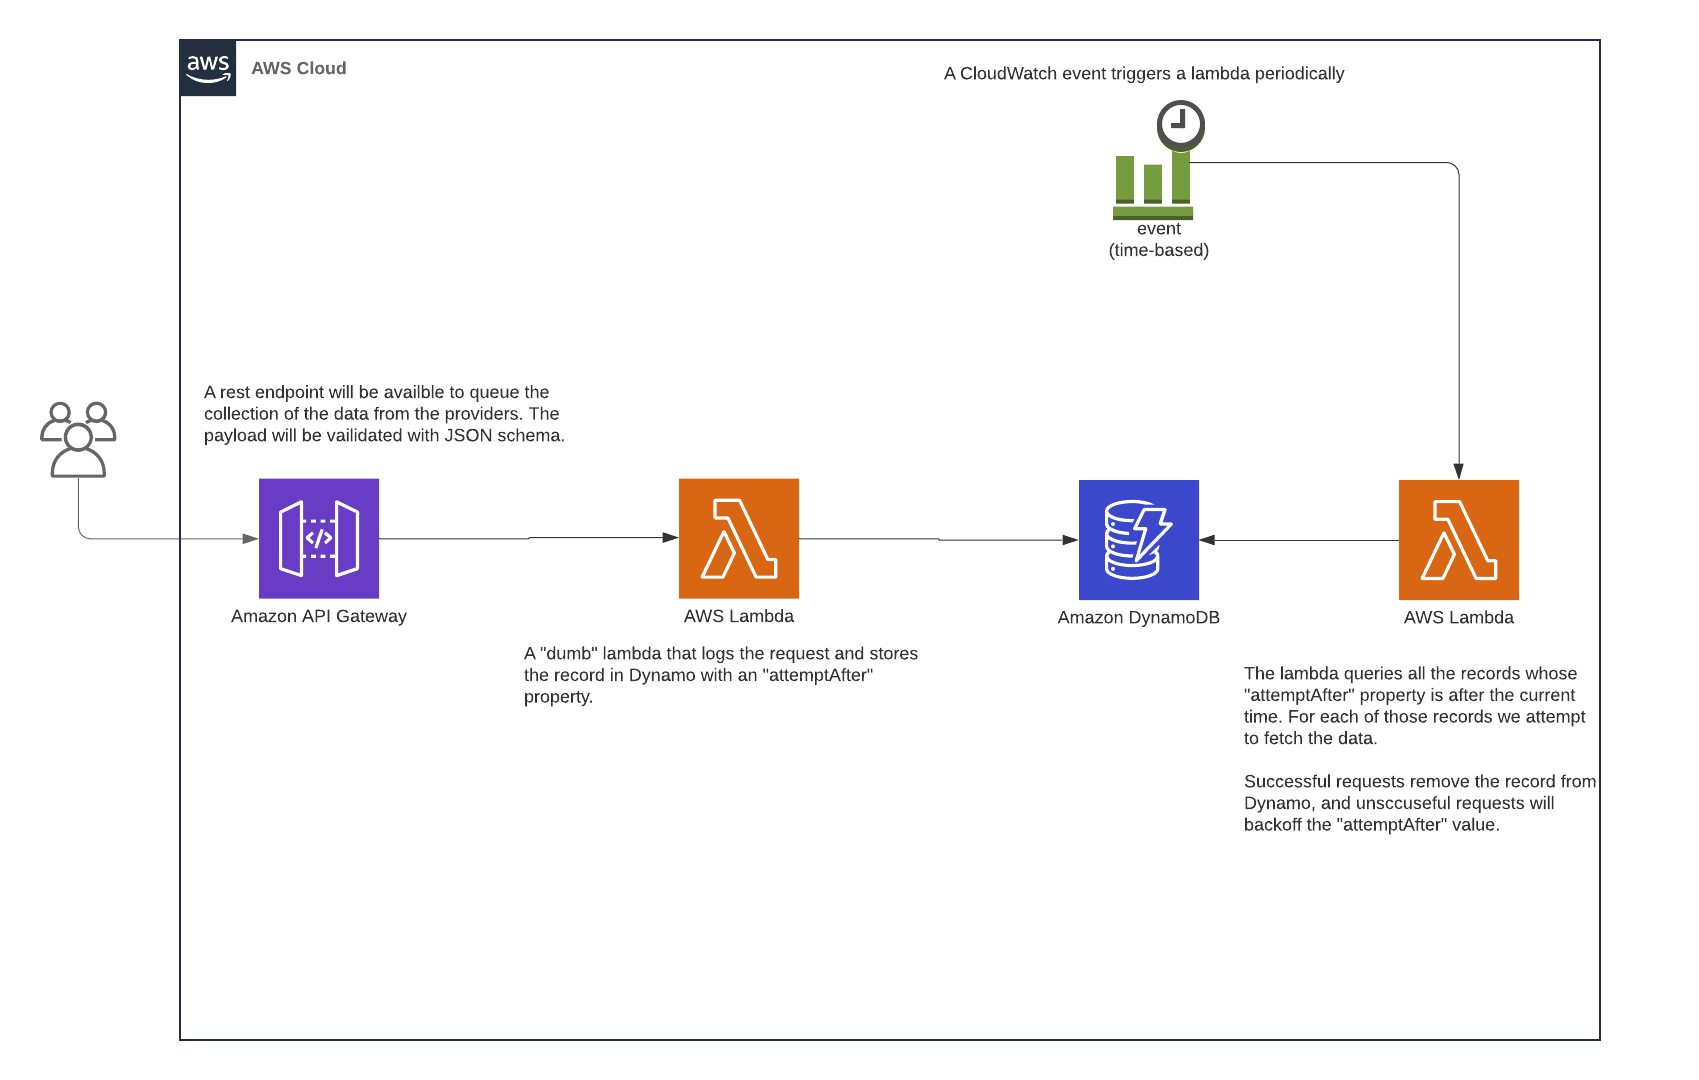 aws
AWS Cloud
A CloudWatch event triggers a lambda periodically
event
(time-based)
A rest endpoint will be availble to queue the
collection of the data from the providers. The
payload will be vailidated with JSON schema.
Amazon API Gateway
AWS Lambda
Amazon DynamoDB
AWS Lambda
A "dumb" lambda that logs the request and stores
the record in Dynamo with an "attemptAfter"
property.
The lambda queries all the records whose
"attemptAfter" property is after the current
time. For each of those records we attempt
to fetch the data.
Successful requests remove the record from
Dynamo, and unsccuseful requests will
backoff the "attemptAfter" value.